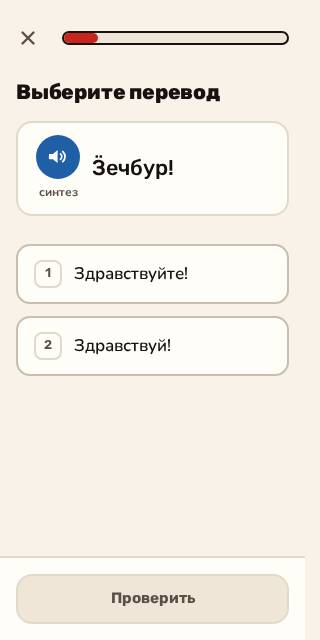 Выберите перевод
Ӟечбур!
синтез
1 Здравствуйте!
2 Здравствуй!
Проверить